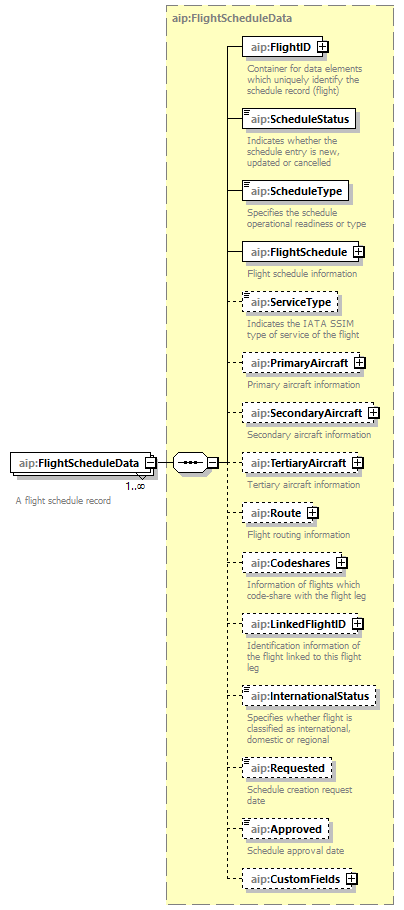 aip:FlightScheduleData
aip:FlightID
Container for data elements
which uniquely identify the
schedule record (flight)
aip:ScheduleStatus
Indicates whether the
schedule entry is new,
updated or cancelled
aip:ScheduleType
Specifies the schedule
operational readiness or type
aip:FlightSchedule
Flight schedule information
aip:ServiceType
Indicates the IATA SSIM
type of service of the flight
aip:PrimaryAircraft
Primary aircraft information
aip:SecondaryAircraft
Secondary aircraft information
aip:FlightScheduleData
1..∞
A flight schedule record
aip:TertiaryAircraft
Tertiary aircraft information
aip:Route
Flight routing information
aip:Codeshares
Information of flights which
code-share with the flight leg
aip:LinkedFlightID
Identification information of
the flight linked to this flight
leg
aip:InternationalStatus
Specifies whether flight is
classified as international,
domestic or regional
aip:Requested
Schedule creation request
date
aip:Approved
Schedule approval date
aip:CustomFields